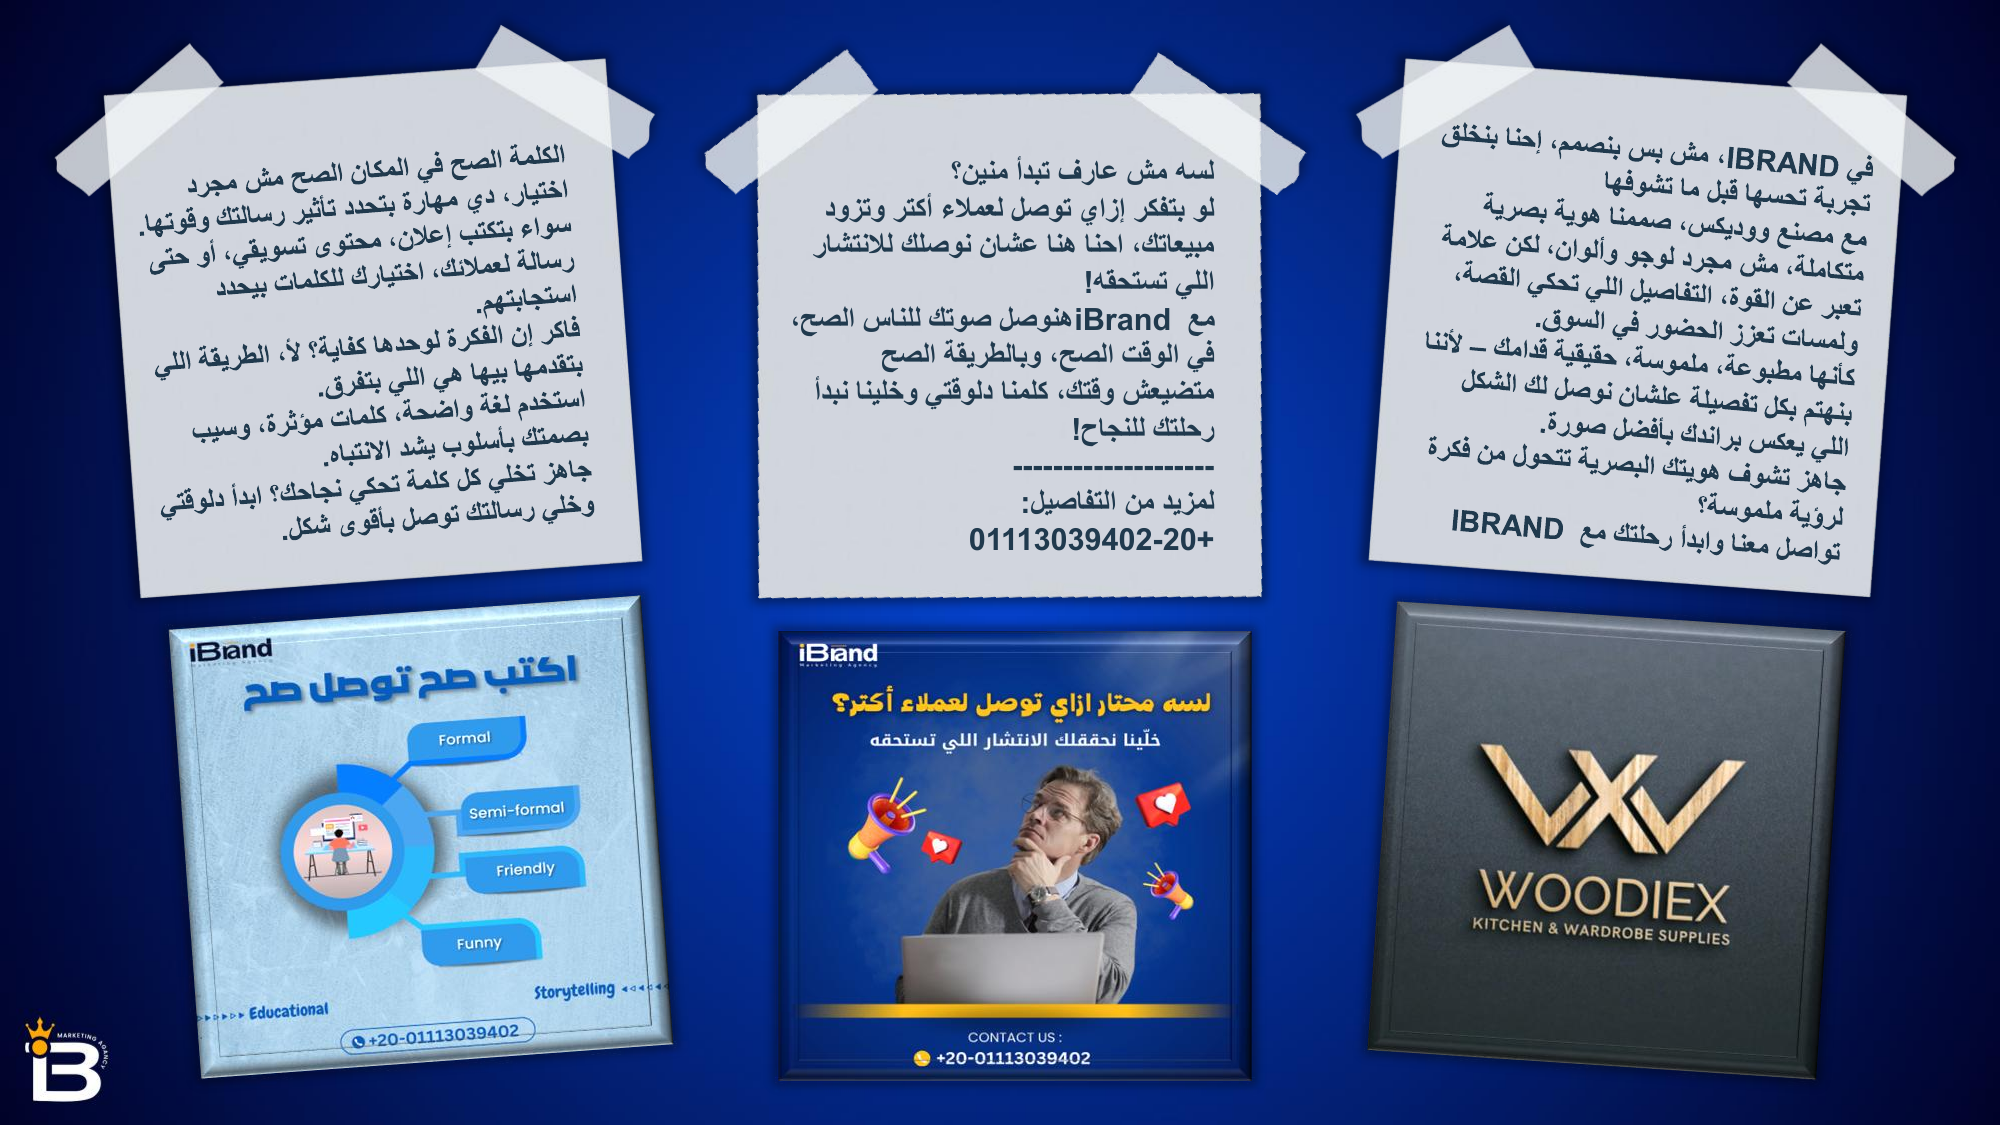 في IBRAND، مش بس بنصمم، إحنا بنخلق
تجربة تحسها قبل ما تشوفها
مع مصنع ووديكس، صممنا هوية بصرية
متكاملة، مش مجرد لوجو وألوان، لكن علامة
تعبر عن القوة، التفاصيل اللي تحكي القصة،
ولمسات تعزز الحضور في السوق.
كأنها مطبوعة، ملموسة، حقيقية قدامك – لأننا
بنهتم بكل تفصيلة علشان نوصل لك الشكل
اللي يعكس براندك بأفضل صورة.
جاهز تشوف هويتك البصرية تتحول من فكرة
لرؤية ملموسة؟
تواصل معنا وابدأ رحلتك مع IBRAND
WOODIEX
KITCHEN & WARDROBE SUPPLIES
لسه مش عارف تبدأ منين؟
لو بتفكر إزاي توصل لعملاء أكتر وتزود
مبيعاتك، احنا هنا عشان نوصلك للانتشار
اللي تستحقه!
مع iBrand هنوصل صوتك للناس الصح،
في الوقت الصح، وبالطريقة الصح
متضيعش وقتك، كلمنا دلوقتي وخلينا نبدأ
رحلتك للنجاح!
--------------------
لمزيد من التفاصيل:
01113039402-20+
iBrand
Marketing Agency
لسه محتار ازاي توصل لعملاء أكتر؟
خلّينا نحققلك الانتشار اللي تستحقه
CONTACT US :
+20-01113039402
الكلمة الصح في المكان الصح مش مجرد
اختيار، دي مهارة بتحدد تأثير رسالتك وقوتها.
سواء بتكتب إعلان، محتوى تسويقي، أو حتى
رسالة لعملائك، اختيارك للكلمات بيحدد
استجابتهم.
فاكر إن الفكرة لوحدها كفاية؟ لأ، الطريقة اللي
بتقدمها بيها هي اللي بتفرق.
استخدم لغة واضحة، كلمات مؤثرة، وسيب
بصمتك بأسلوب يشد الانتباه.
جاهز تخلي كل كلمة تحكي نجاحك؟ ابدأ دلوقتي
وخلي رسالتك توصل بأقوى شكل.
iBrand
Marketing Agency
اكتب صح توصل صح
Formal
Semi-formal
Friendly
Funny
Storytelling
Educational
+20-01113039402
iB
MARKETING AGANCY